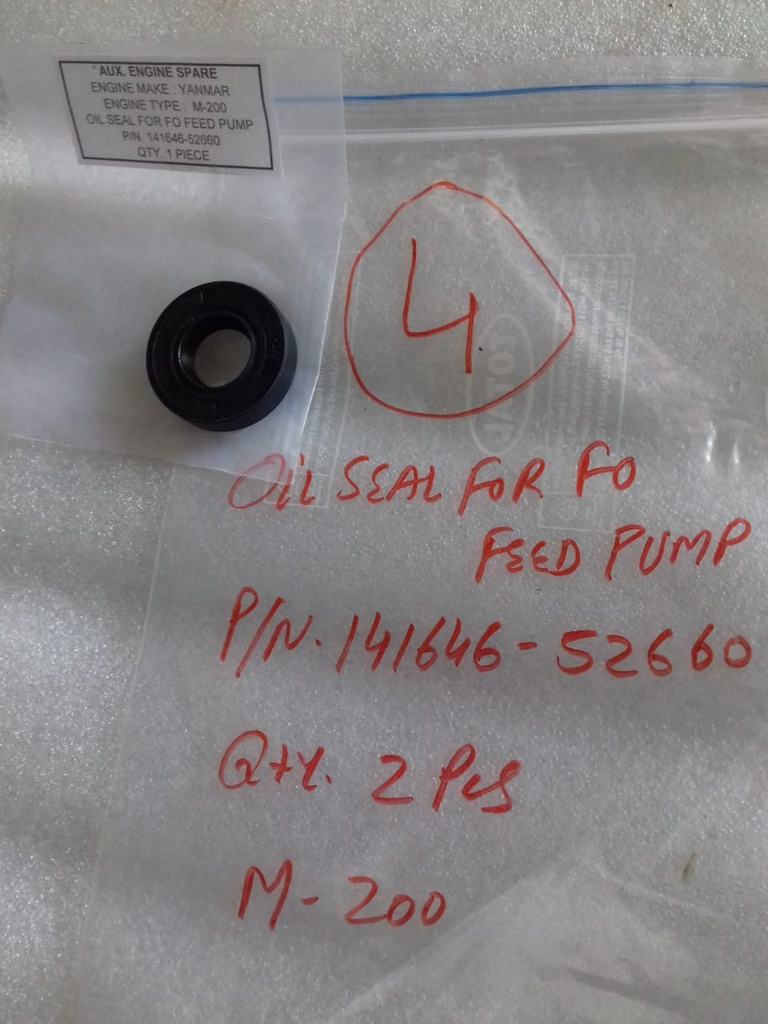 AUX. ENGINE SPARE
ENGINE MAKE : YANMAR
ENGINE TYPE : M-200
OIL SEAL FOR FO FEED PUMP
P/N. 141646-52660
QTY. 1 PIECE
4
TOTAL
OIL SEAL FOR FO
FEED PUMP
P/N. 141646-52660
Qty. 2 Pcs
M-200